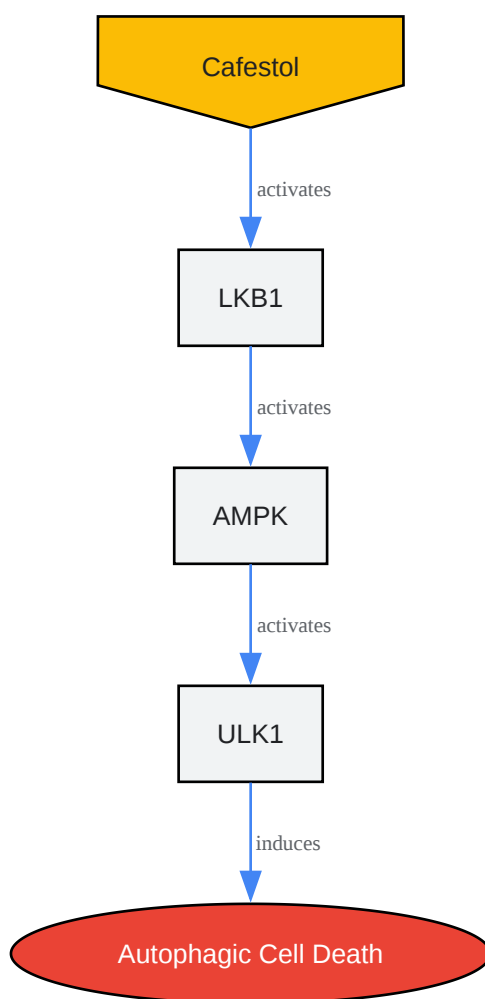 Cafestol
activates
LKB1
activates
AMPK
activates
ULK1
induces
Autophagic Cell Death